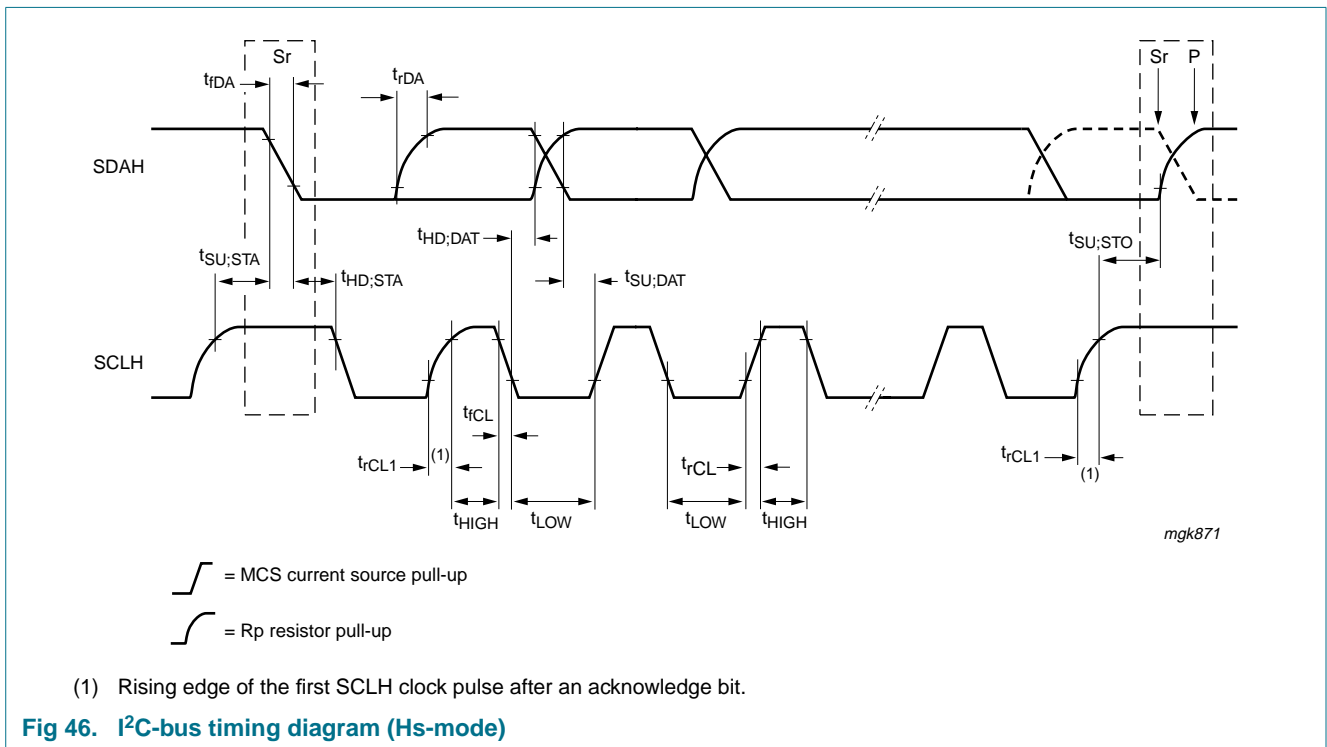 Sr
Sr P
tfDA
trDA
SDAH
tHD;DAT
tSU;STA
tHD;STA
tSU;DAT
tSU;STO
SCLH
tfCL
trCL1
(1)
trCL
trCL1
(1)
tHIGH
tLOW
tLOW
tHIGH
mgk871
= MCS current source pull-up
= Rp resistor pull-up
(1) Rising edge of the first SCLH clock pulse after an acknowledge bit.
Fig 46. I²C-bus timing diagram (Hs-mode)